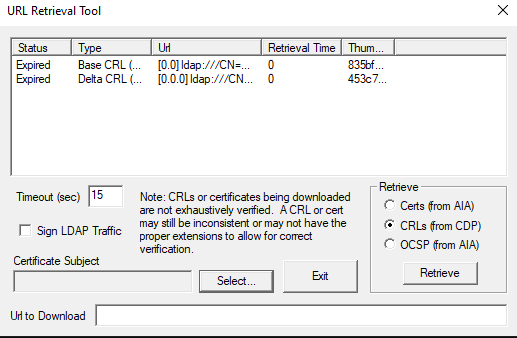 URL Retrieval Tool
Status Type Url Retrieval Time Thum...
Expired Base CRL (... [0.0] ldap:///CN=... 0 835bf...
Expired Delta CRL (... [0.0.0] ldap:///CN... 0 453c7...
Timeout (sec) 15
Sign LDAP Traffic
Note: CRLs or certificates being downloaded
are not exhaustively verified. A CRL or cert
may still be inconsistent or may not have the
proper extensions to allow for correct
verification.
Retrieve
Certs (from AIA)
CRLs (from CDP)
OCSP (from AIA)
Retrieve
Certificate Subject
Select...
Exit
Url to Download